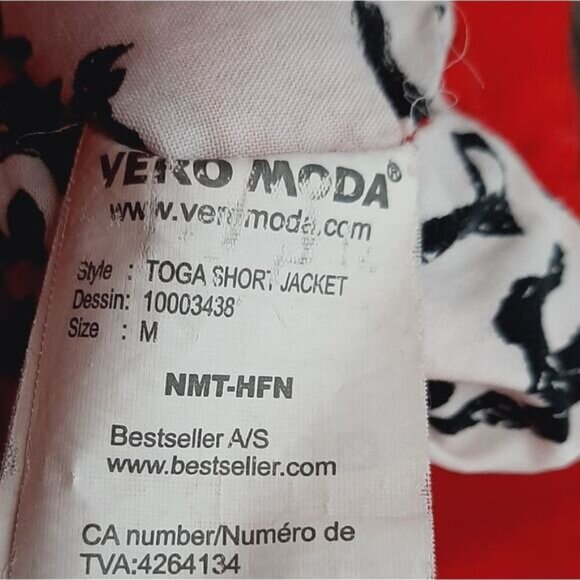 VERO MODA®
www.veromoda.com
Style : TOGA SHORT JACKET
Dessin: 10003438
Size : M
NMT-HFN
Bestseller A/S
www.bestseller.com
CA number/Numéro de
TVA:4264134